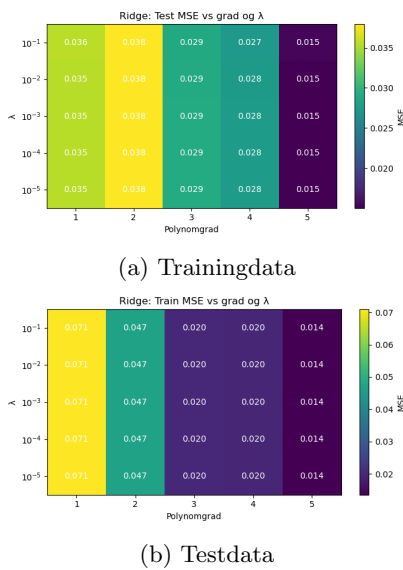 Ridge: Test MSE vs grad og λ
10⁻¹ 0.036 0.038 0.029 0.027 0.015
10⁻² 0.035 0.038 0.029 0.028 0.015
10⁻³ 0.035 0.038 0.029 0.028 0.015
10⁻⁴ 0.035 0.038 0.029 0.028 0.015
10⁻⁵ 0.035 0.038 0.029 0.028 0.015
λ
1 2 3 4 5
Polynomgrad
0.035
0.030
0.025
0.020
MSE
(a) Trainingdata
Ridge: Train MSE vs grad og λ
10⁻¹ 0.071 0.047 0.020 0.020 0.014
10⁻² 0.071 0.047 0.020 0.020 0.014
10⁻³ 0.071 0.047 0.020 0.020 0.014
10⁻⁴ 0.071 0.047 0.020 0.020 0.014
10⁻⁵ 0.071 0.047 0.020 0.020 0.014
λ
1 2 3 4 5
Polynomgrad
0.07
0.06
0.05
0.04
0.03
0.02
MSE
(b) Testdata